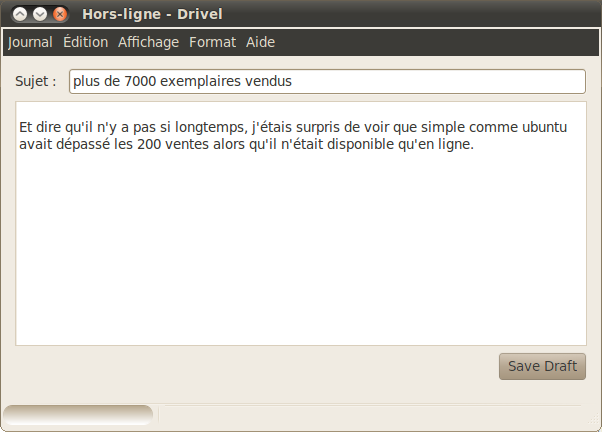 Hors-ligne - Drivel
Journal Édition Affichage Format Aide
Sujet : plus de 7000 exemplaires vendus
Et dire qu'il n'y a pas si longtemps, j'étais surpris de voir que simple comme ubuntu
avait dépassé les 200 ventes alors qu'il n'était disponible qu'en ligne.
Save Draft